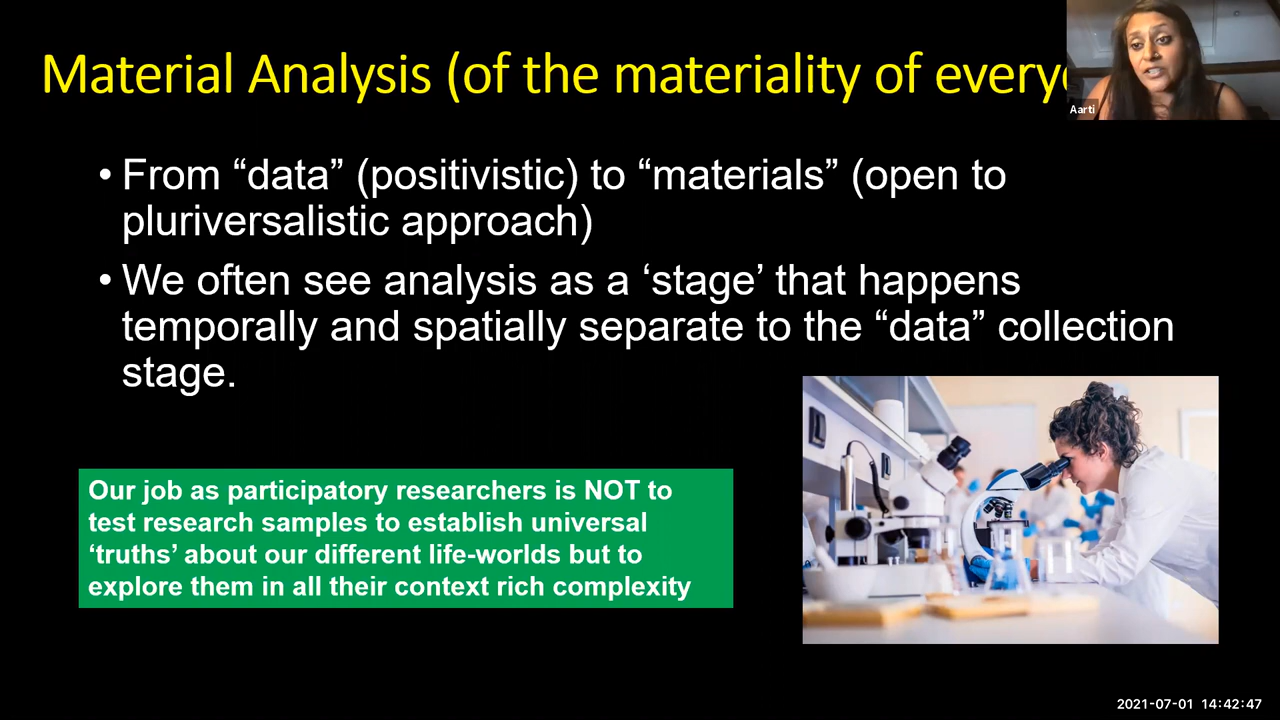 Material Analysis (of the materiality of every
Aarti
• From “data” (positivistic) to “materials” (open to
pluriversalistic approach)
• We often see analysis as a ‘stage’ that happens
temporally and spatially separate to the “data” collection
stage.
Our job as participatory researchers is NOT to
test research samples to establish universal
‘truths’ about our different life-worlds but to
explore them in all their context rich complexity
2021-07-01 14:42:47